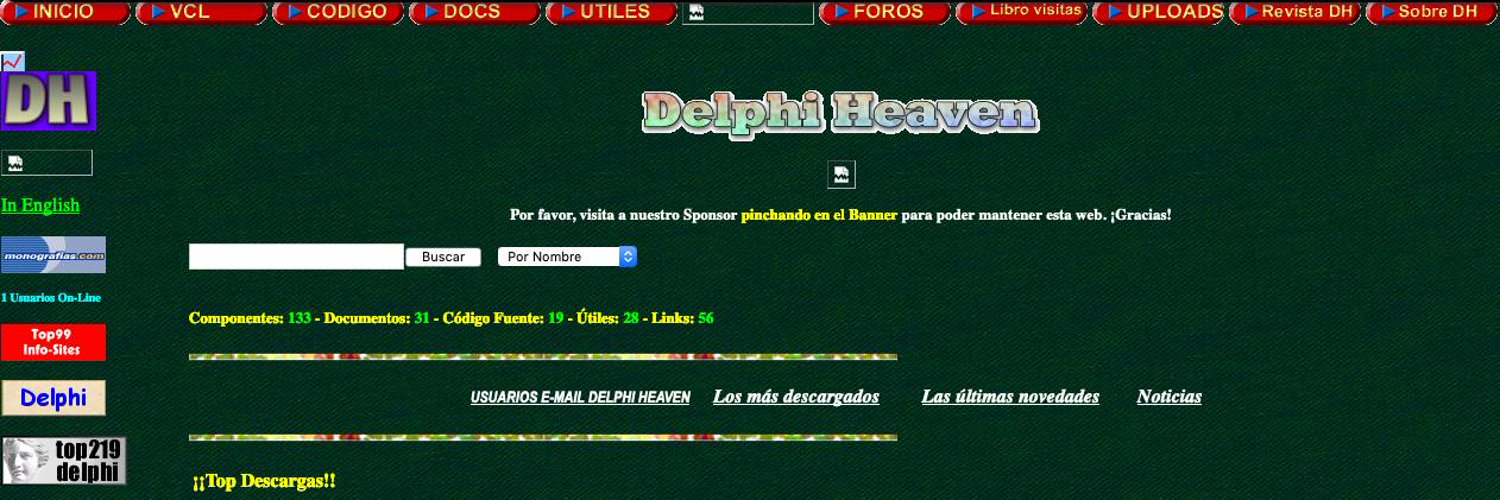 INICIO VCL CODIGO DOCS UTILES FOROS Libro visitas UPLOADS Revista DH Sobre DH
DH
Delphi Heaven
In English
Por favor, visita a nuestro Sponsor pinchando en el Banner para poder mantener esta web. ¡Gracias!
monografias.com
Buscar Por Nombre
1 Usuarios On-Line
Componentes: 133 - Documentos: 31 - Código Fuente: 19 - Útiles: 28 - Links: 56
Top99
Info-Sites
Delphi
USUARIOS E-MAIL DELPHI HEAVEN Los más descargados Las últimas novedades Noticias
top219
delphi
¡¡Top Descargas!!